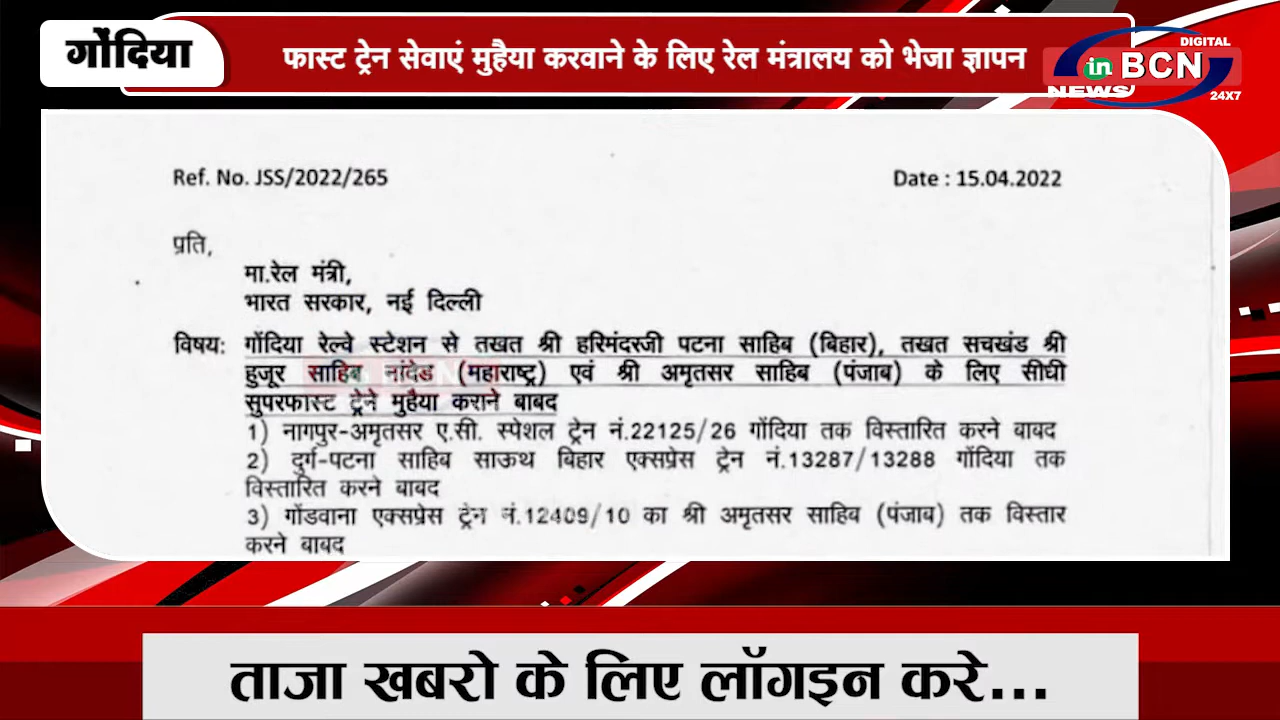 गोंदिया
फास्ट ट्रेन सेवाएं मुहैया करवाने के लिए रेल मंत्रालय को भेजा ज्ञापन
DIGITAL
in BCN
NEWS
24X7
Ref. No. JSS/2022/265
Date : 15.04.2022
प्रति,
मा.रेल मंत्री,
भारत सरकार, नई दिल्ली
विषय: गोंदिया रेल्वे स्टेशन से तखत श्री हरिमंदरजी पटना साहिब (बिहार), तखत सचखंड श्री
हुजूर साहिब नांदेड (महाराष्ट्र) एवं श्री अमृतसर साहिब (पंजाब) के लिए सीधी
सुपरफास्ट ट्रेने मुहैया कराने बाबद
1) नागपुर-अमृतसर ए.सी. स्पेशल ट्रेन नं.22125/26 गोंदिया तक विस्तारित करने बाबद
2) दुर्ग-पटना साहिब साऊथ बिहार एक्सप्रेस ट्रेन नं.13287/13288 गोंदिया तक
विस्तारित करने बाबद
3) गोंडवाना एक्सप्रेस ट्रेन नं.12409/10 का श्री अमृतसर साहिब (पंजाब) तक विस्तार
करने बाबद
ताजा खबरो के लिए लॉगइन करे...